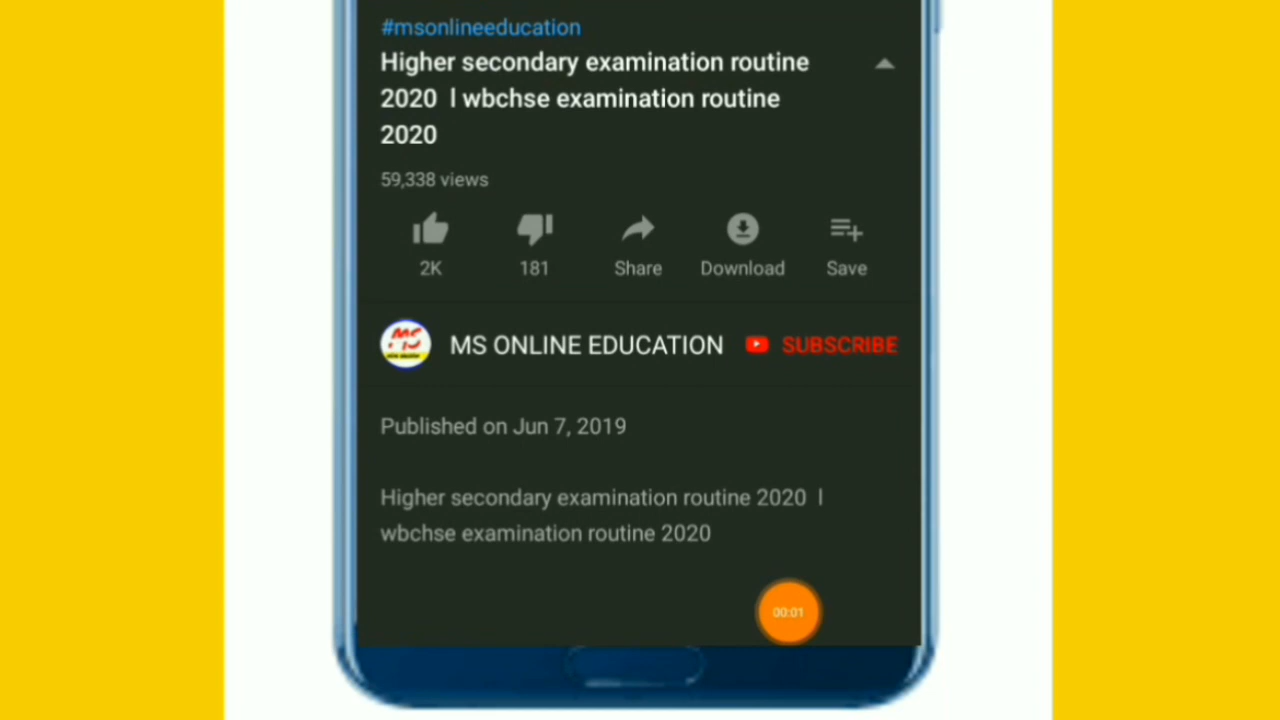 #msonlineeducation
Higher secondary examination routine
2020 l wbchse examination routine
2020
59,338 views
2K 181 Share Download Save
MS ONLINE EDUCATION SUBSCRIBE
Published on Jun 7, 2019
Higher secondary examination routine 2020 l
wbchse examination routine 2020
00:01